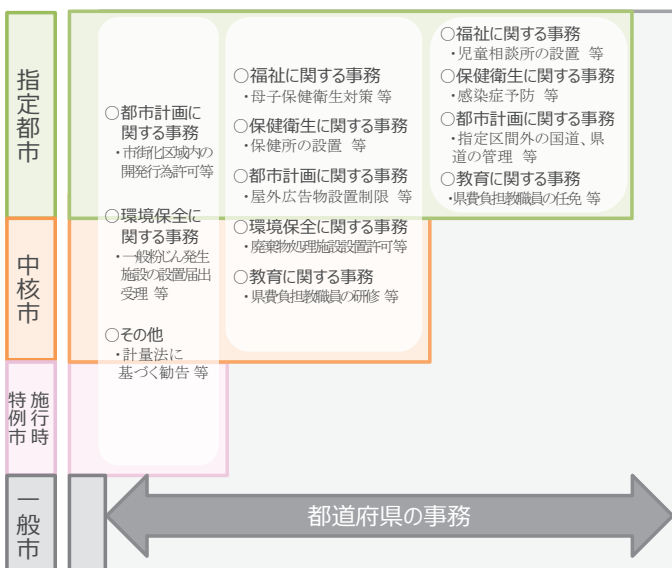 指定都市
中核市
施行時
特例市
一般市
○都市計画に
関する事務
・市街化区域内の
開発行為許可等
○環境保全に
関する事務
・一般粉じん発生
施設の設置届出
受理 等
○その他
・計量法に
基づく勧告 等
○福祉に関する事務
・母子保健衛生対策 等
○保健衛生に関する事務
・保健所の設置 等
○都市計画に関する事務
・屋外広告物設置制限 等
○環境保全に関する事務
・廃棄物処理施設設置許可等
○教育に関する事務
・県費負担教職員の研修 等
○福祉に関する事務
・児童相談所の設置 等
○保健衛生に関する事務
・感染症予防 等
○都市計画に関する事務
・指定区間外の国道、県
道の管理 等
○教育に関する事務
・県費負担教職員の任免 等
都道府県の事務